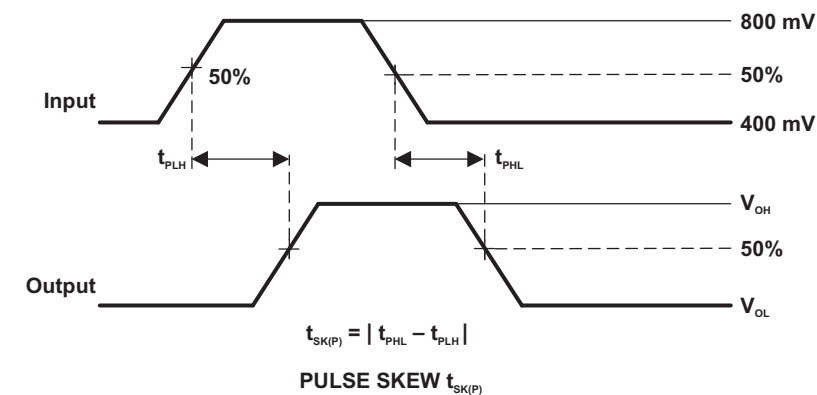 800 mV
50%
50%
Input
400 mV
tPLH
tPHL
VOH
50%
Output
VOL
tSK(P) = | tPHL – tPLH |
PULSE SKEW tSK(P)